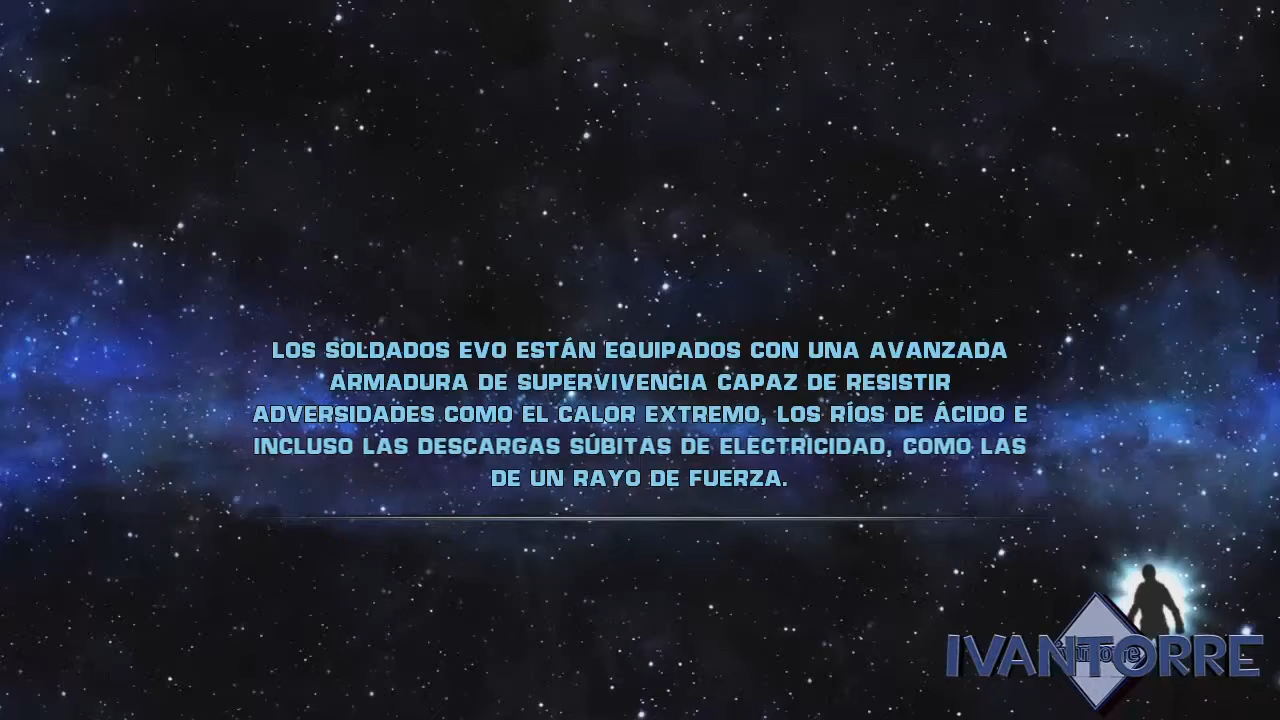 LOS SOLDADOS EVO ESTÁN EQUIPADOS CON UNA AVANZADA
ARMADURA DE SUPERVIVENCIA CAPAZ DE RESISTIR
ADVERSIDADES COMO EL CALOR EXTREMO, LOS RÍOS DE ÁCIDO E
INCLUSO LAS DESCARGAS SÚBITAS DE ELECTRICIDAD, COMO LAS
DE UN RAYO DE FUERZA.
IVANTORRE